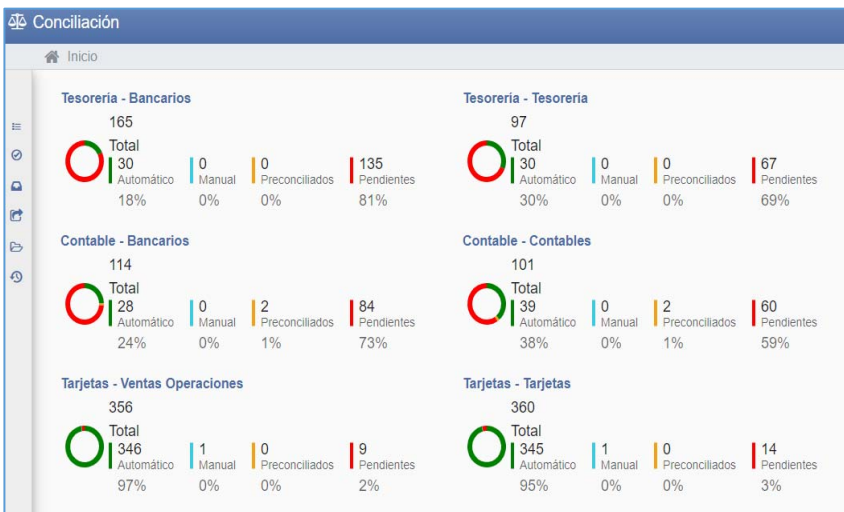 Conciliación
Inicio
Tesoreria - Bancarios
165
Total
30 0 0 135
Automático Manual Preconciliados Pendientes
18% 0% 0% 81%
Tesoreria - Tesoreria
97
Total
30 0 0 67
Automático Manual Preconciliados Pendientes
30% 0% 0% 69%
Contable - Bancarios
114
Total
28 0 2 84
Automático Manual Preconciliados Pendientes
24% 0% 1% 73%
Contable - Contables
101
Total
39 0 2 60
Automático Manual Preconciliados Pendientes
38% 0% 1% 59%
Tarjetas - Ventas Operaciones
356
Total
346 1 0 9
Automático Manual Preconciliados Pendientes
97% 0% 0% 2%
Tarjetas - Tarjetas
360
Total
345 1 0 14
Automático Manual Preconciliados Pendientes
95% 0% 0% 3%